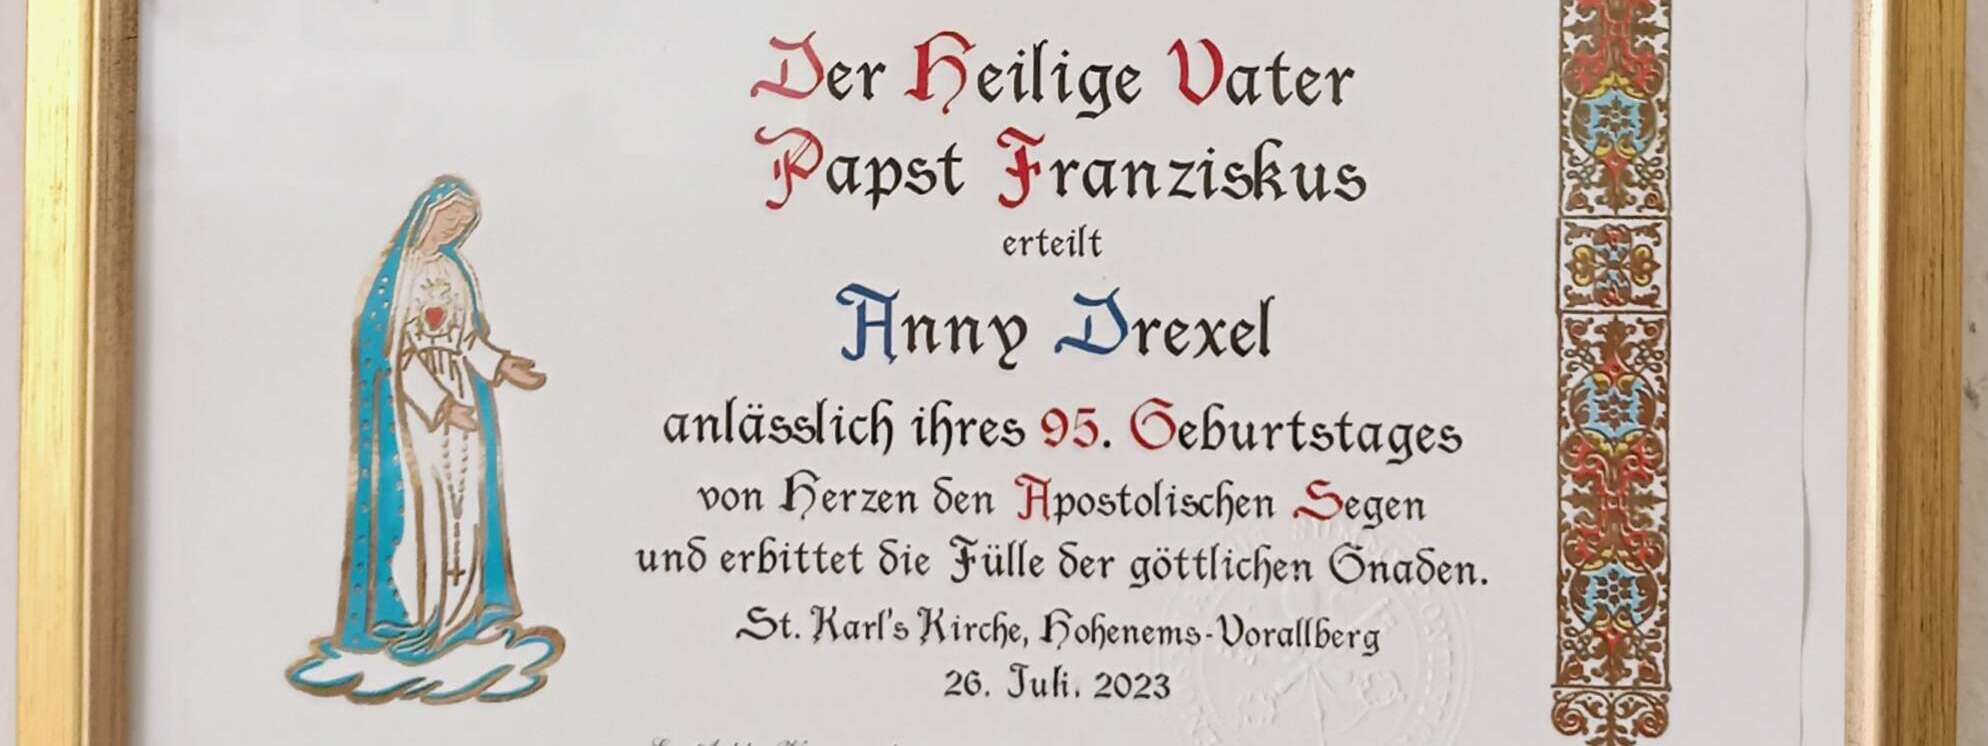 Der Heilige Vater
Papst Franziskus
erteilt
Anny Drexel
anlässlich ihres 95. Geburtstages
von Herzen den Apostolischen Segen
und erbittet die Fülle der göttlichen Gnaden.
St. Karl's Kirche, Hohenems-Vorallberg
26. Juli. 2023